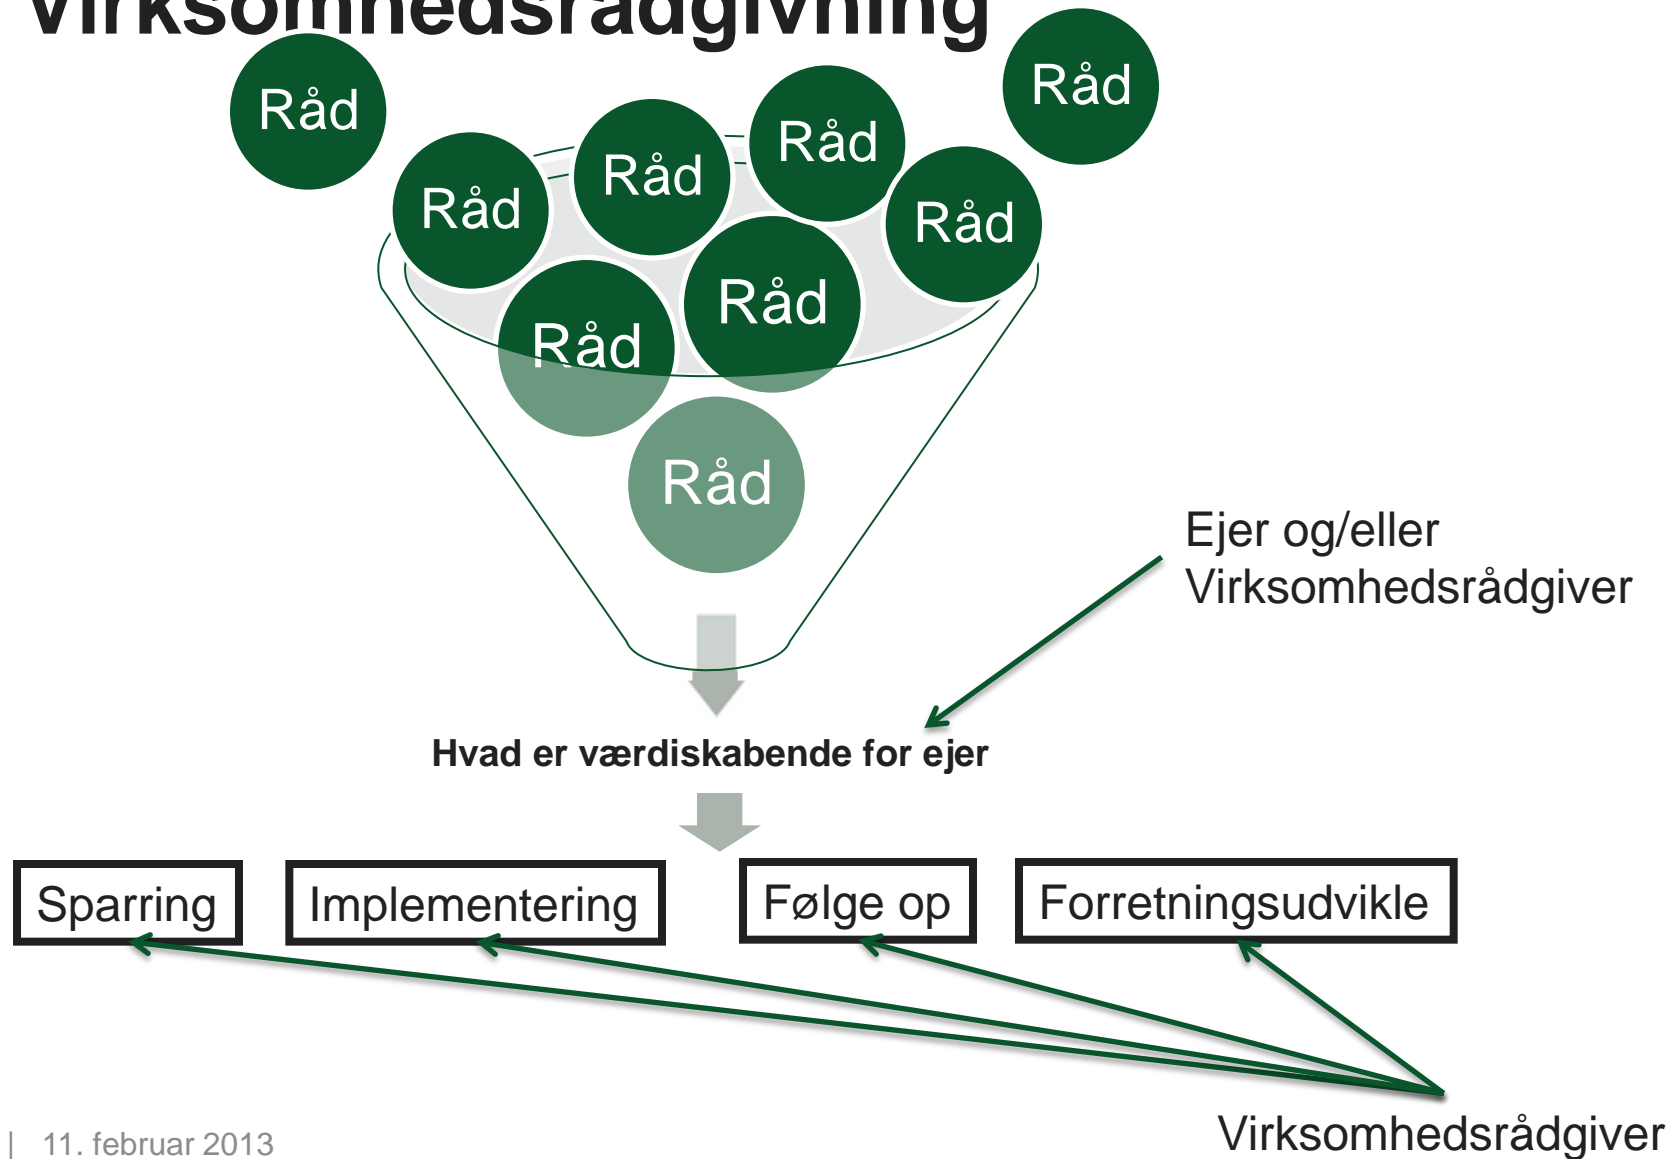 Virksomhedsrådgivning
Råd
Råd
Råd
Råd
Råd
Råd
Råd
Råd
Råd
Ejer og/eller
Virksomhedsrådgiver
Hvad er værdiskabende for ejer
Sparring
Implementering
Følge op
Forretningsudvikle
Virksomhedsrådgiver
| 11. februar 2013